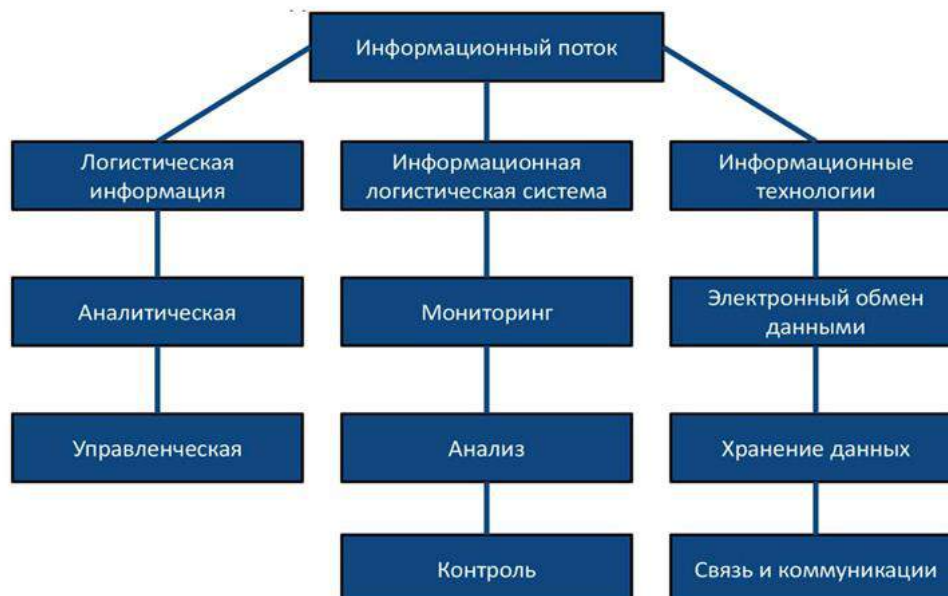 Информационный поток
Логистическая
информация
Информационная
логистическая система
Информационные
технологии
Аналитическая
Мониторинг
Электронный обмен
данными
Управленческая
Анализ
Хранение данных
Контроль
Связь и коммуникации